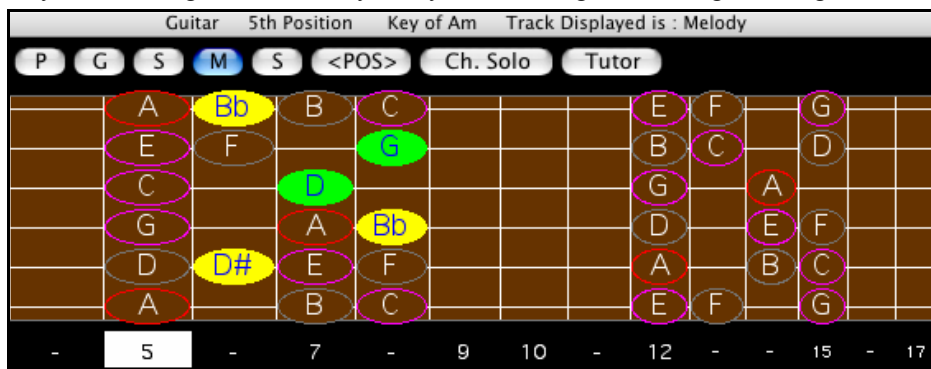 Guitar 5th Position Key of Am Track Displayed is : Melody
P G S M S <POS> Ch. Solo Tutor
A Bb B C E F G
E F G B C D
C D G A
G A Bb D E F
D D# E F A B C
A B C E F G
- 5 - 7 - 9 10 - 12 - - 15 - 17